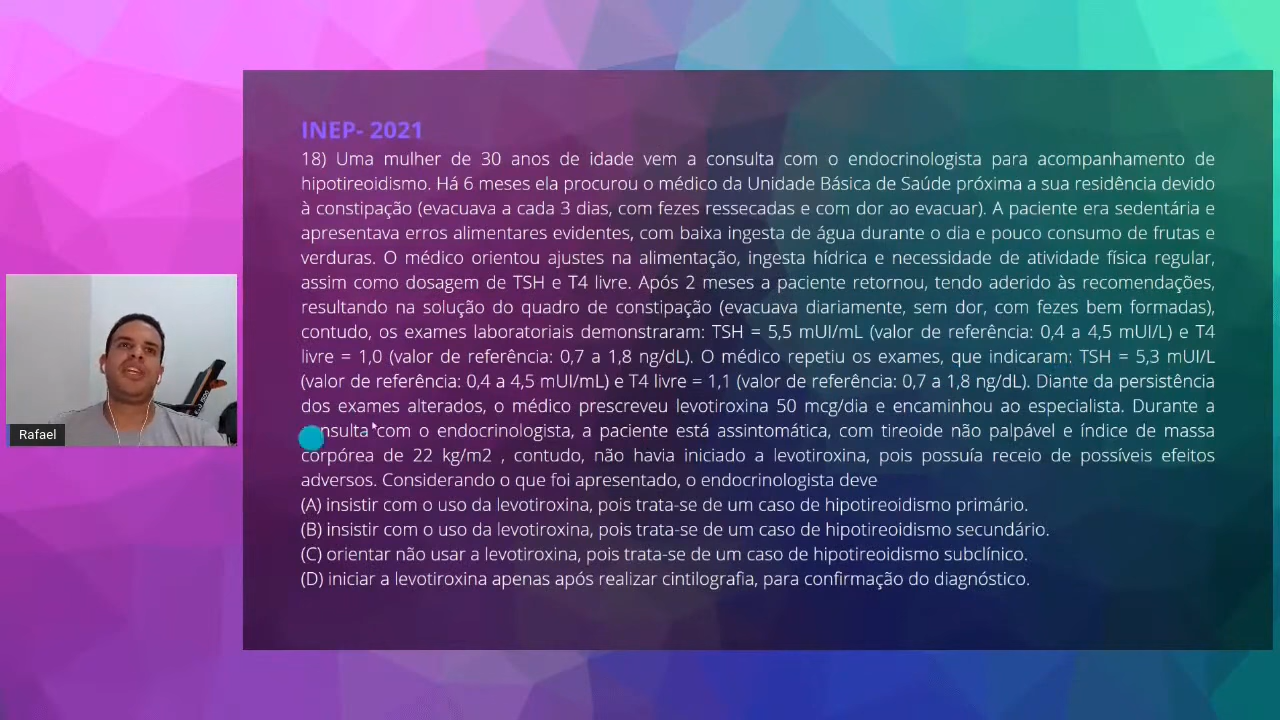 INEP- 2021
18) Uma mulher de 30 anos de idade vem a consulta com o endocrinologista para acompanhamento de
hipotireoidismo. Há 6 meses ela procurou o médico da Unidade Básica de Saúde próxima a sua residência devido
à constipação (evacuava a cada 3 dias, com fezes ressecadas e com dor ao evacuar). A paciente era sedentária e
apresentava erros alimentares evidentes, com baixa ingesta de água durante o dia e pouco consumo de frutas e
verduras. O médico orientou ajustes na alimentação, ingesta hídrica e necessidade de atividade física regular,
assim como dosagem de TSH e T4 livre. Após 2 meses a paciente retornou, tendo aderido às recomendações,
resultando na solução do quadro de constipação (evacuava diariamente, sem dor, com fezes bem formadas),
contudo, os exames laboratoriais demonstraram: TSH = 5,5 mUI/mL (valor de referência: 0,4 a 4,5 mUI/L) e T4
livre = 1,0 (valor de referência: 0,7 a 1,8 ng/dL). O médico repetiu os exames, que indicaram: TSH = 5,3 mUI/L
(valor de referência: 0,4 a 4,5 mUI/mL) e T4 livre = 1,1 (valor de referência: 0,7 a 1,8 ng/dL). Diante da persistência
dos exames alterados, o médico prescreveu levotiroxina 50 mcg/dia e encaminhou ao especialista. Durante a
consulta com o endocrinologista, a paciente está assintomática, com tireoide não palpável e índice de massa
corpórea de 22 kg/m2 , contudo, não havia iniciado a levotiroxina, pois possuía receio de possíveis efeitos
adversos. Considerando o que foi apresentado, o endocrinologista deve
(A) insistir com o uso da levotiroxina, pois trata-se de um caso de hipotireoidismo primário.
(B) insistir com o uso da levotiroxina, pois trata-se de um caso de hipotireoidismo secundário.
(C) orientar não usar a levotiroxina, pois trata-se de um caso de hipotireoidismo subclínico.
(D) iniciar a levotiroxina apenas após realizar cintilografia, para confirmação do diagnóstico.
Rafael